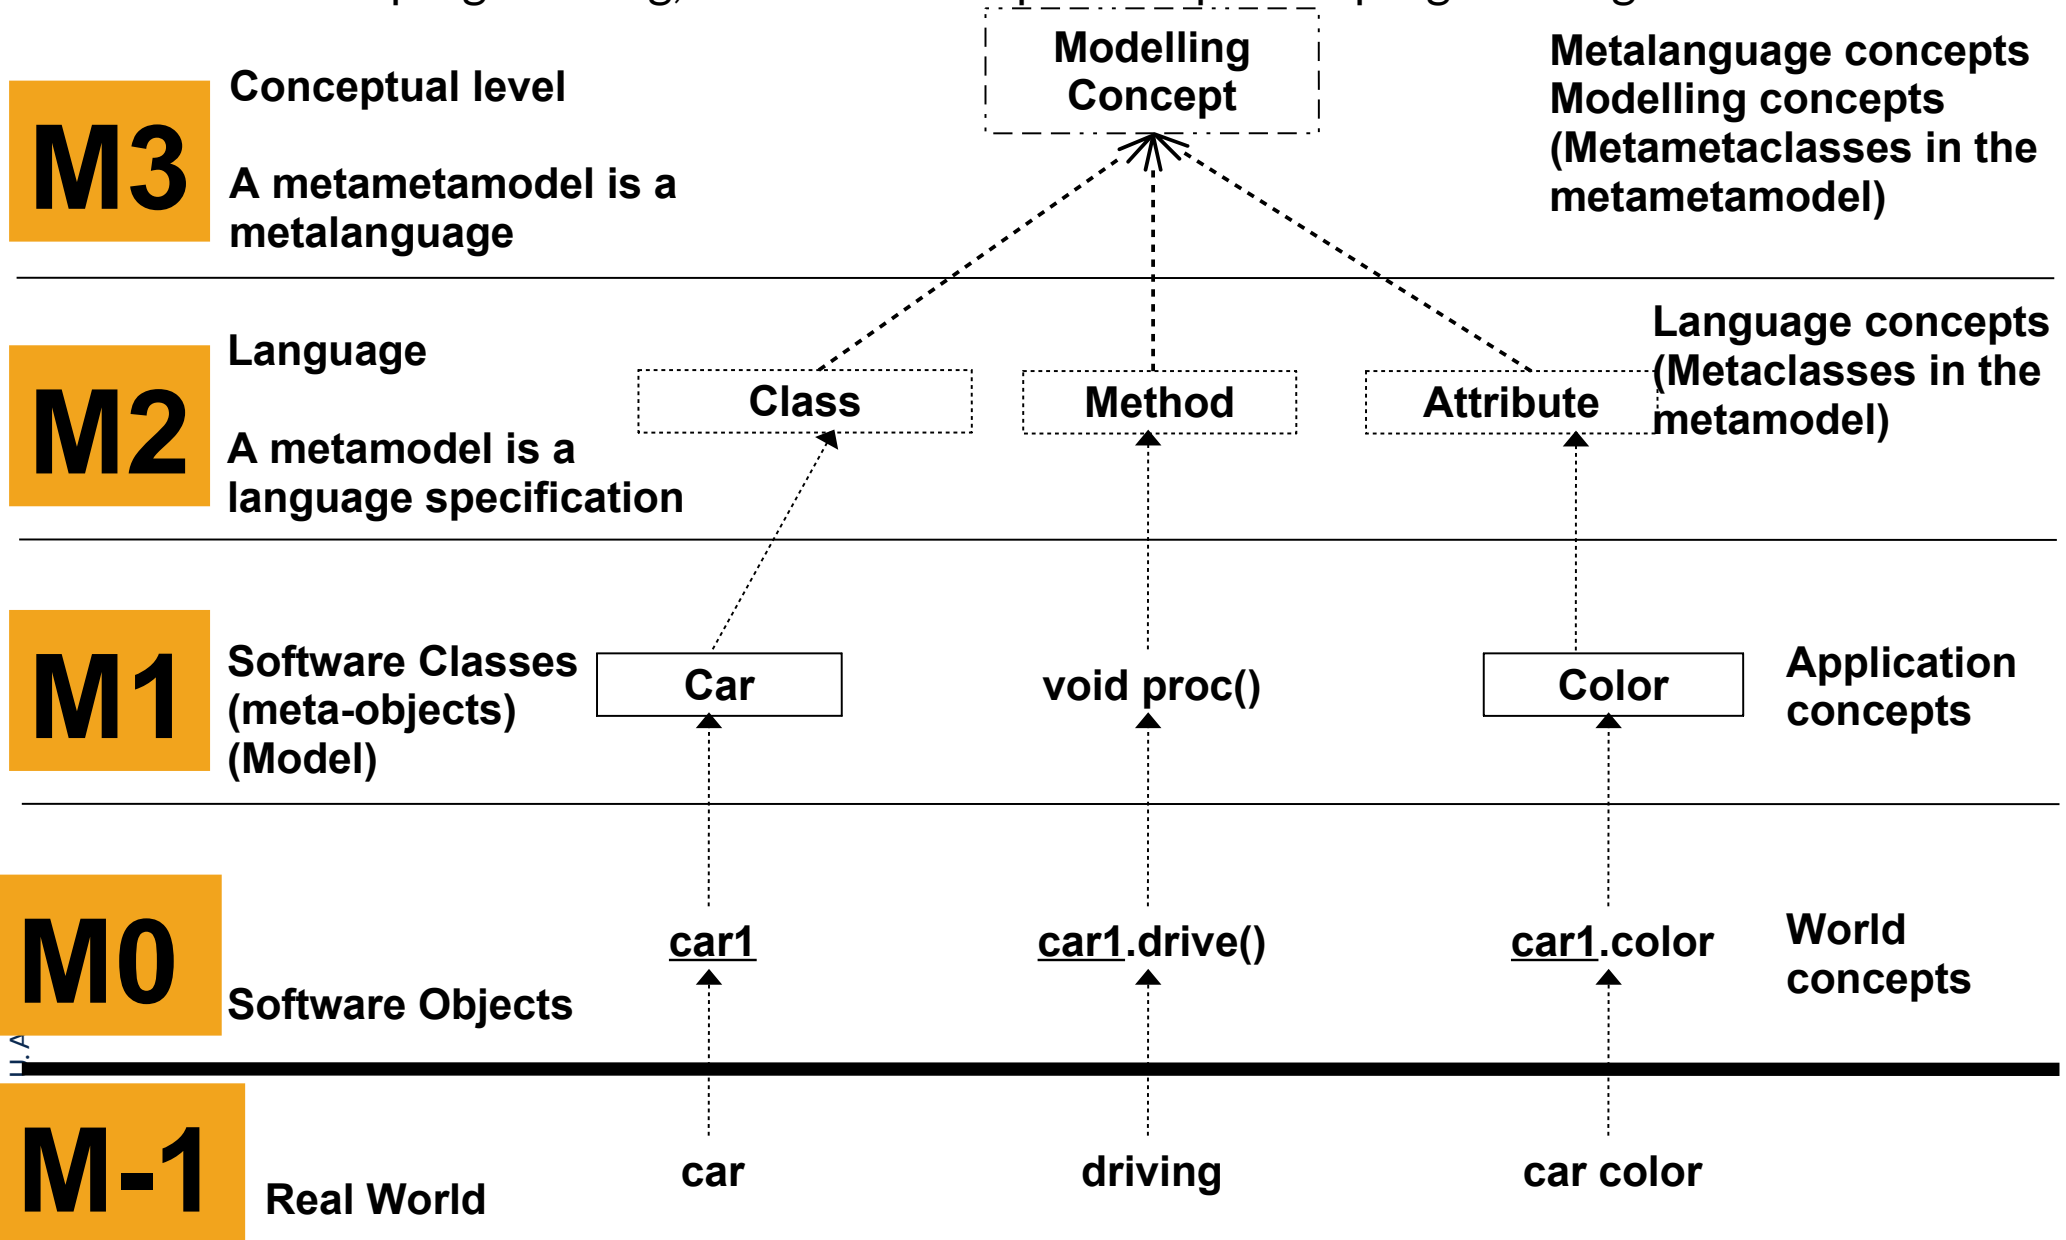 Modelling
Concept
Metalanguage concepts
Modelling concepts
(Metametaclasses in the
metametamodel)
M3
Conceptual level
A metametamodel is a
metalanguage
M2
Language
A metamodel is a
language specification
Class
Method
Attribute
Language concepts
(Metaclasses in the
metamodel)
M1
Software Classes
(meta-objects)
(Model)
Car
void proc()
Color
Application
concepts
M0
Software Objects
car1
car1.drive()
car1.color
World
concepts
M-1
Real World
car
driving
car color